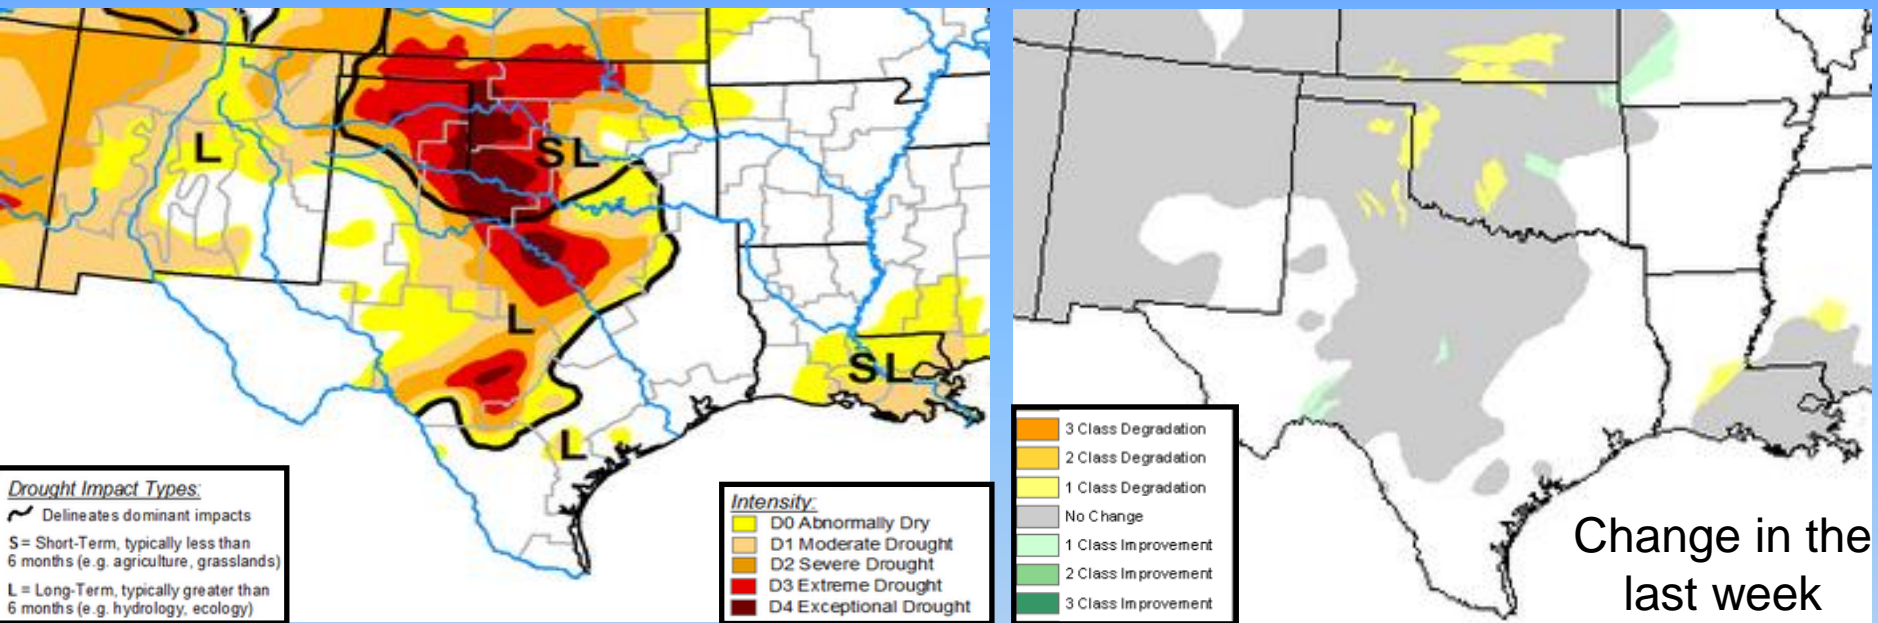 L
SL
L
L
SL
Drought Impact Types:
Delineates dominant impacts
S = Short-Term, typically less than
6 months (e.g. agriculture, grasslands)
L = Long-Term, typically greater than
6 months (e.g. hydrology, ecology)
Intensity:
D0 Abnormally Dry
D1 Moderate Drought
D2 Severe Drought
D3 Extreme Drought
D4 Exceptional Drought
3 Class Degradation
2 Class Degradation
1 Class Degradation
No Change
1 Class Improvement
2 Class Improvement
3 Class Improvement
Change in the
last week